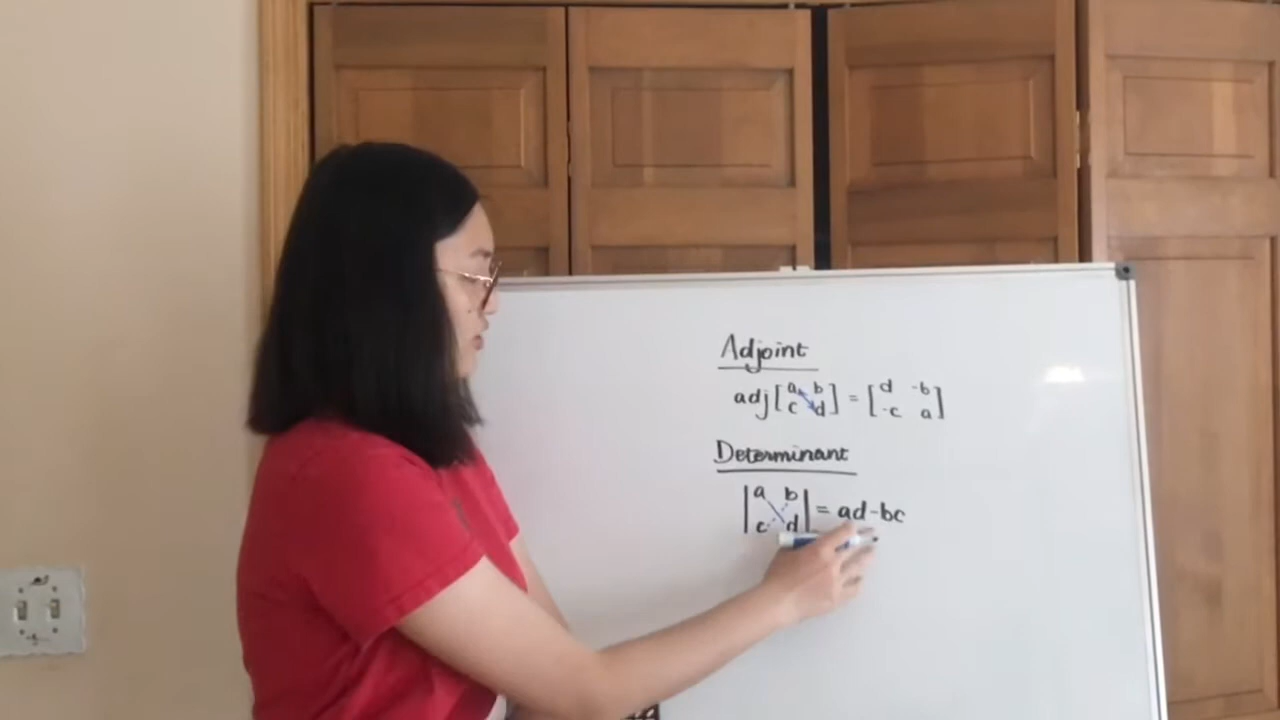 Adjoint
adj[a b = [d -b
c d] -c a]
Determinant
|a b| = ad-bc
c d